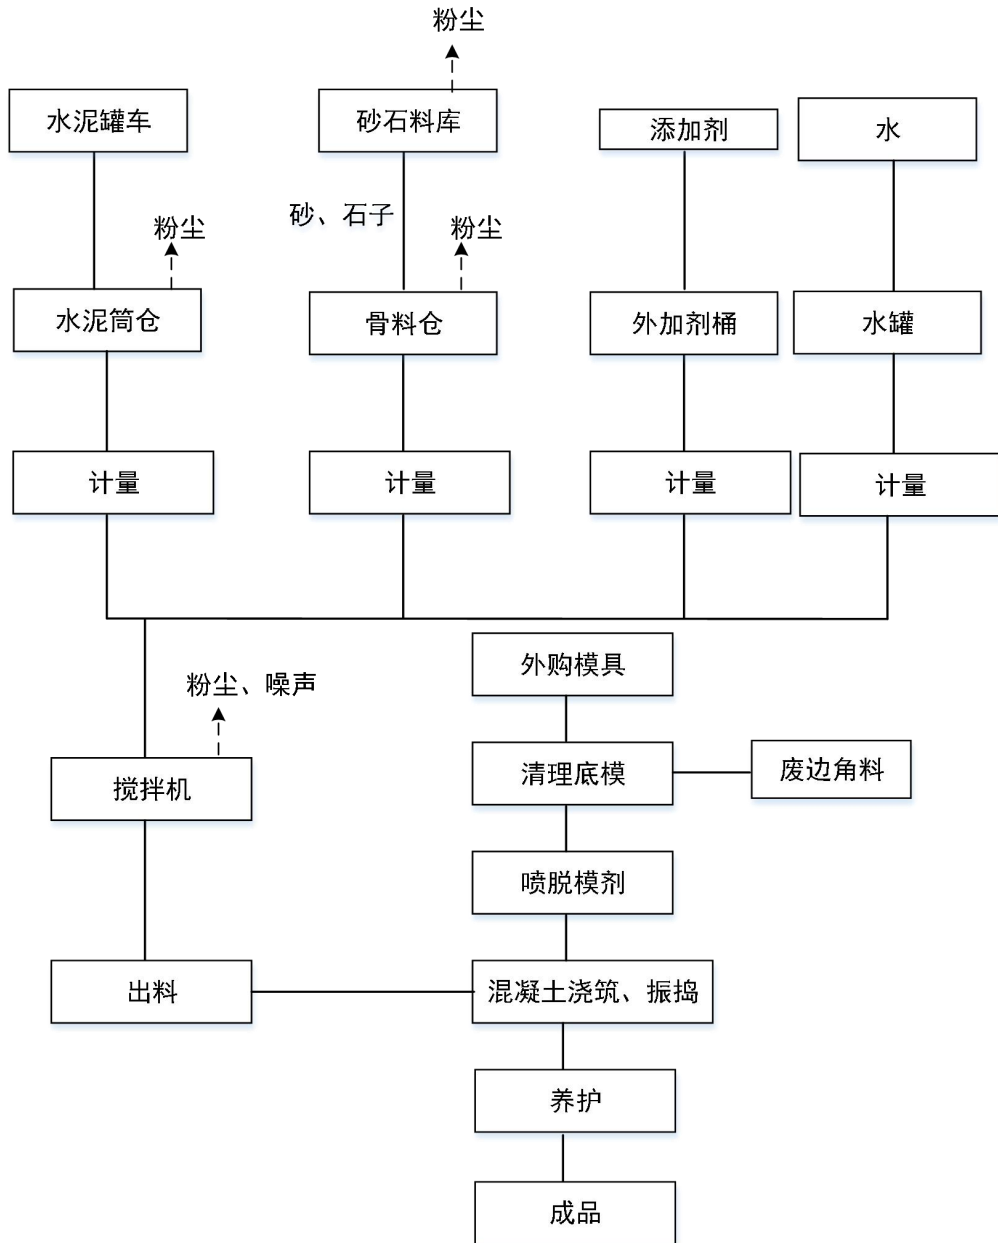 粉尘
水泥罐车
砂石料库
添加剂
水
砂、石子
粉尘
粉尘
水泥筒仓
骨料仓
外加剂桶
水罐
计量
计量
计量
计量
外购模具
粉尘、噪声
清理底模
废边角料
搅拌机
喷脱模剂
出料
混凝土浇筑、振捣
养护
成品